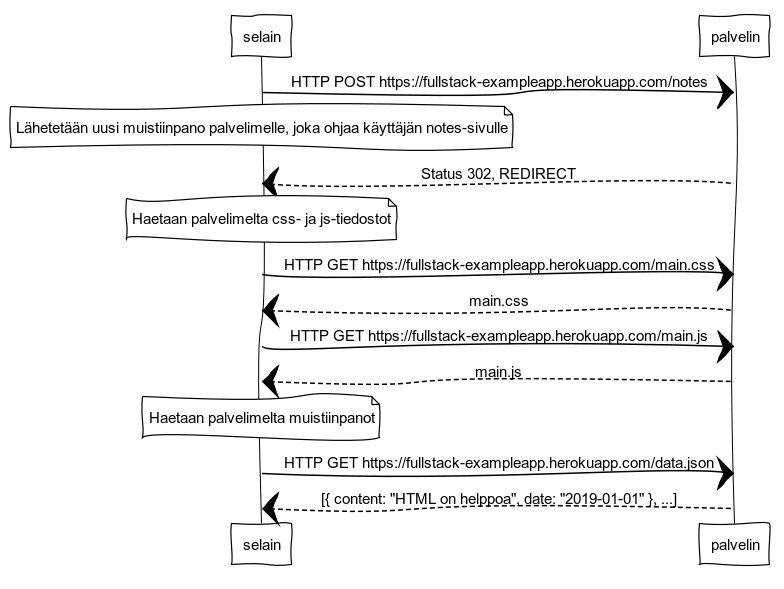 selain
palvelin
HTTP POST https://fullstack-exampleapp.herokuapp.com/notes
Lähetetään uusi muistiinpano palvelimelle, joka ohjaa käyttäjän notes-sivulle
Status 302, REDIRECT
Haetaan palvelimelta css- ja js-tiedostot
HTTP GET https://fullstack-exampleapp.herokuapp.com/main.css
main.css
HTTP GET https://fullstack-exampleapp.herokuapp.com/main.js
main.js
Haetaan palvelimelta muistiinpanot
HTTP GET https://fullstack-exampleapp.herokuapp.com/data.json
[{ content: "HTML on helppoa", date: "2019-01-01" }, ...]
selain
palvelin